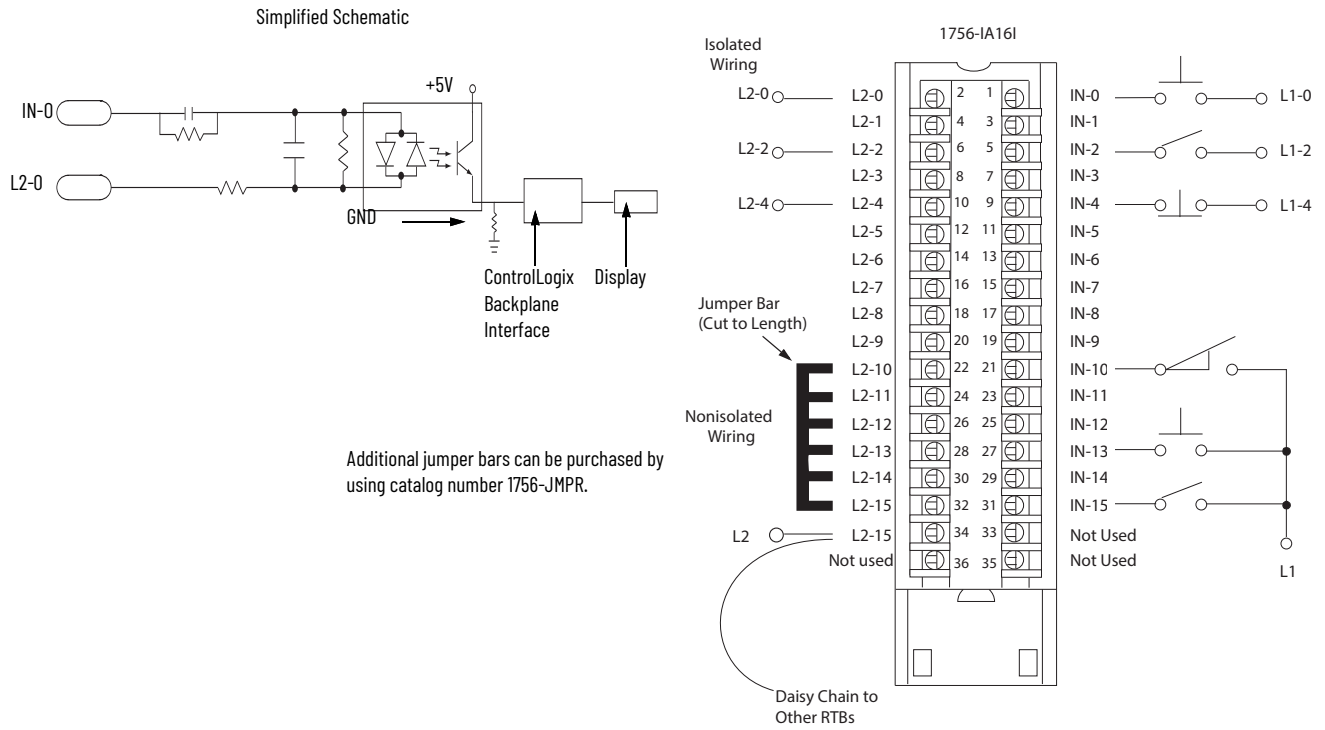 Simplified Schematic
IN-0
L2-0
+5V
GND
ControlLogix
Backplane
Interface
Display
Additional jumper bars can be purchased by
using catalog number 1756-JMPR.
1756-IA16I
Isolated
Wiring
L2-0 L2-0 2 1 IN-0 L1-0
L2-1 4 3 IN-1
L2-2 L2-2 6 5 IN-2 L1-2
L2-3 8 7 IN-3
L2-4 L2-4 10 9 IN-4 L1-4
L2-5 12 11 IN-5
L2-6 14 13 IN-6
L2-7 16 15 IN-7
L2-8 18 17 IN-8
L2-9 20 19 IN-9
Jumper Bar
(Cut to Length)
L2-10 22 21 IN-10
L2-11 24 23 IN-11
L2-12 26 25 IN-12
L2-13 28 27 IN-13
L2-14 30 29 IN-14
L2-15 32 31 IN-15
Nonisolated
Wiring
L2 L2-15 34 33 Not Used
Not used 36 35 Not Used
L1
Daisy Chain to
Other RTBs